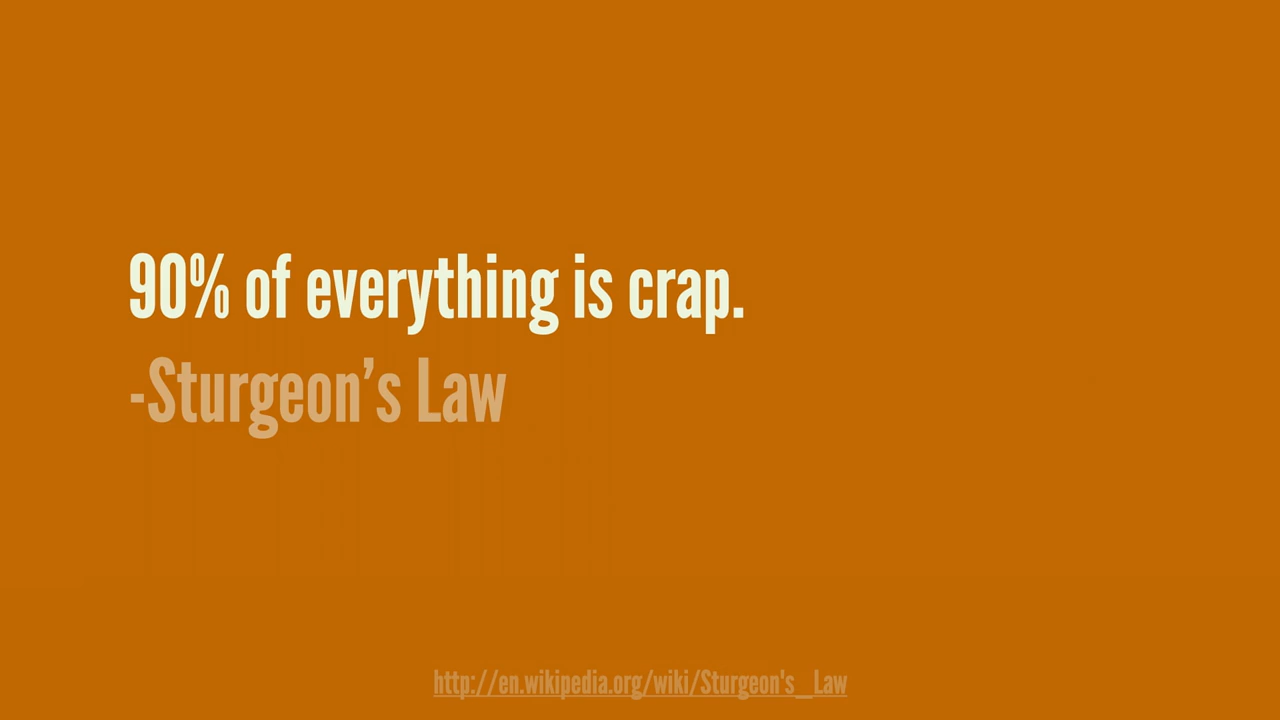 90% of everything is crap.
-Sturgeon’s Law
http://en.wikipedia.org/wiki/Sturgeon's_Law